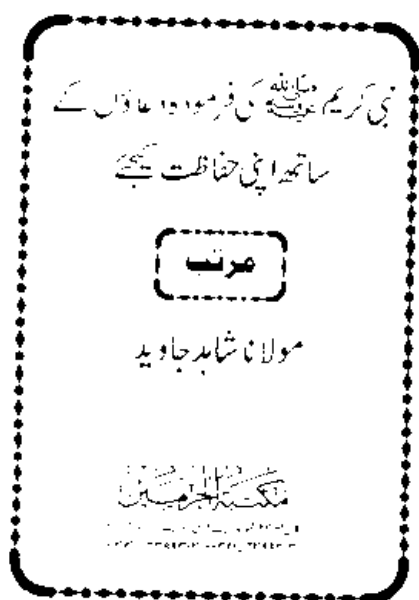 نبی کریم ﷺ کی فرمودہ دعاؤں کے
ساتھ اپنی حفاظت کیجئے
مرتب
مولانا شاہد جاوید
مکتبۃ الحرمین